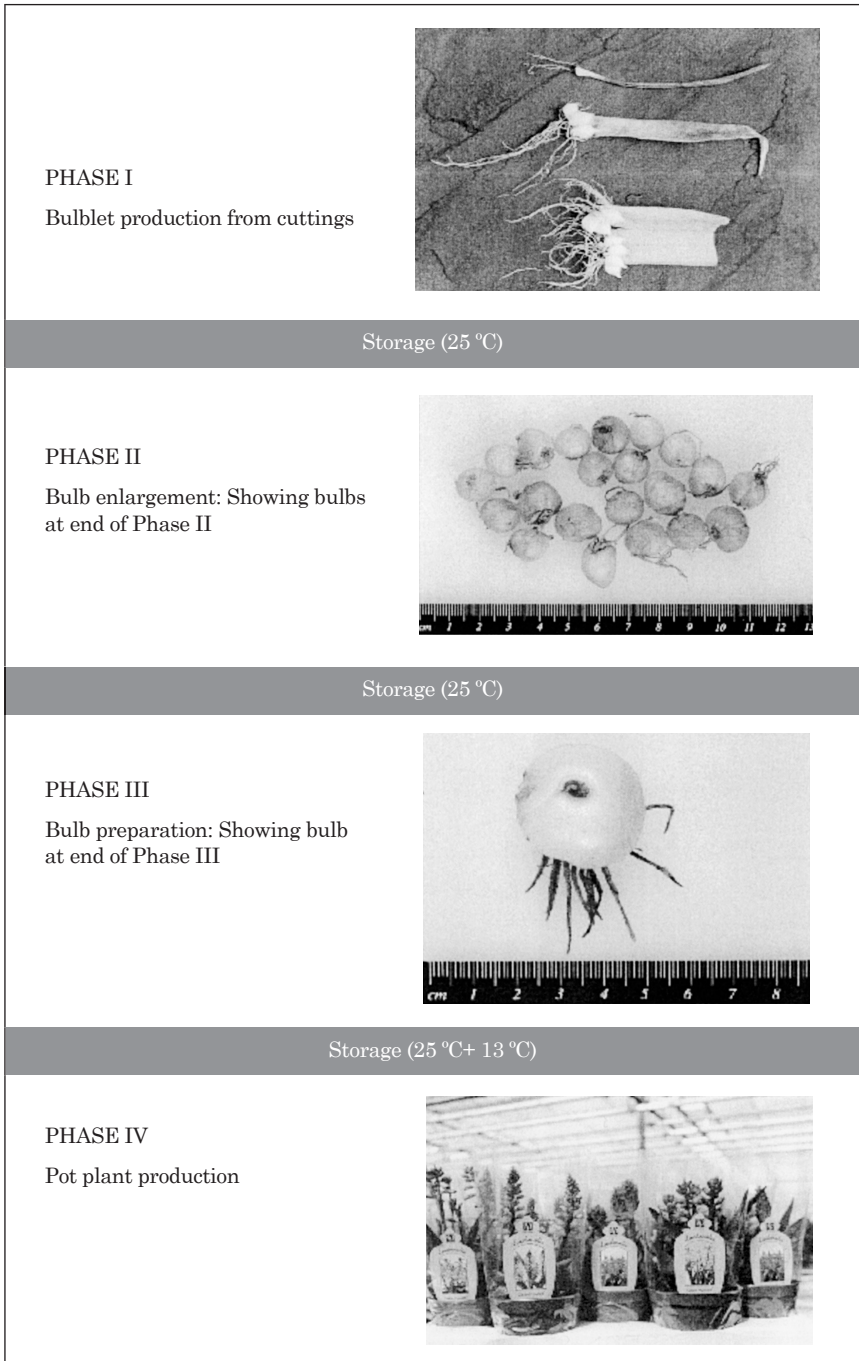 PHASE I
Bulblet production from cuttings
Storage (25 ºC)
PHASE II
Bulb enlargement: Showing bulbs
at end of Phase II
cm 1 2 3 4 5 6 7 8 9 10 11 12 13
Storage (25 ºC)
PHASE III
Bulb preparation: Showing bulb
at end of Phase III
cm 1 2 3 4 5 6 7 8
Storage (25 ºC+ 13 ºC)
PHASE IV
Pot plant production